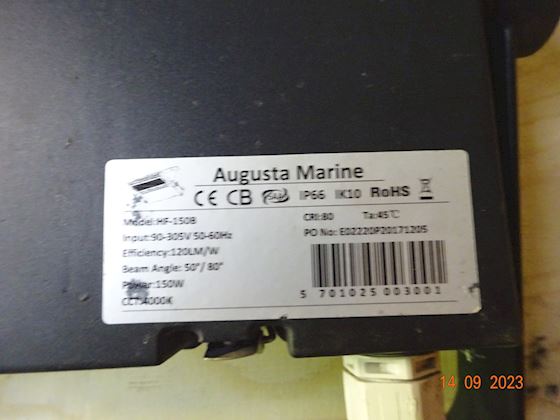 Augusta Marine
CE CB SAA IP66 IK10 RoHS
Model:HF-150B CRI:80 Ta:45℃
Input:90-305V 50-60Hz PO No: E02220P20171205
Efficiency:120LM/W
Beam Angle: 50°/ 80°
Power:150W
CCT:4000K
5 701025 003001
14 09 2023